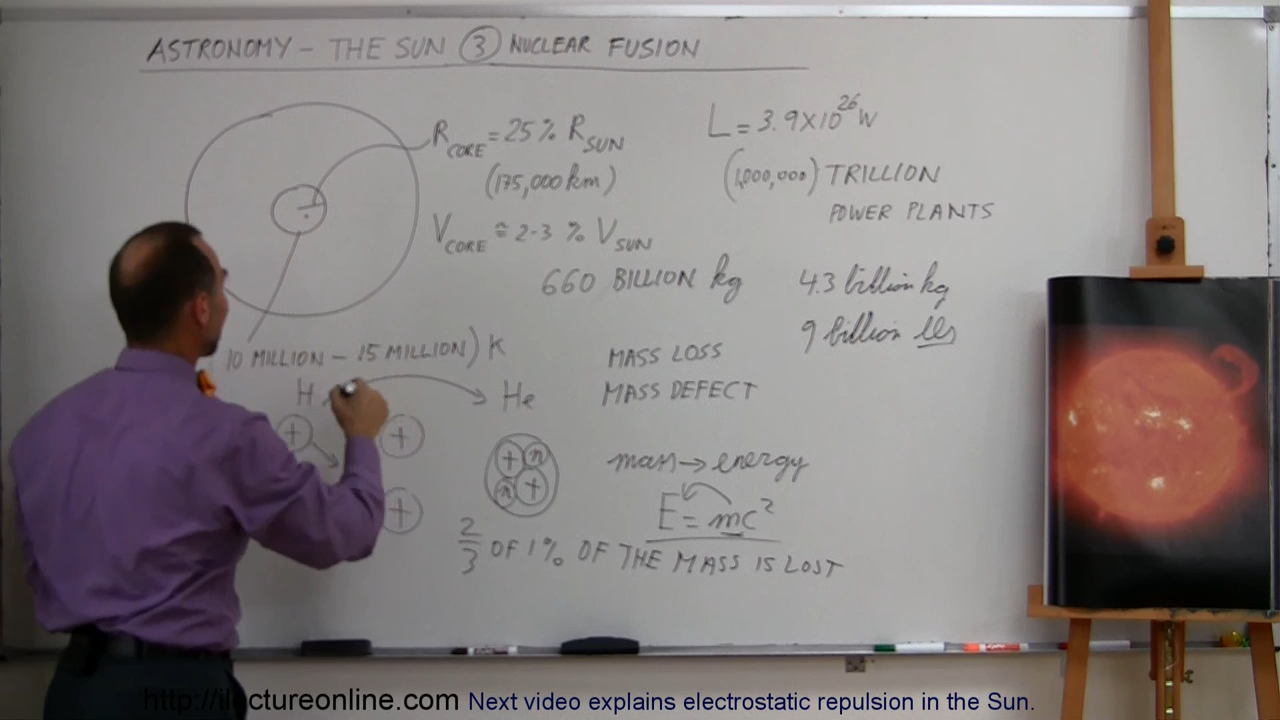 ASTRONOMY - THE SUN ③ NUCLEAR FUSION
R CORE = 25% R SUN
(175,000 km)
V CORE ≅ 2-3 % V SUN
L = 3.9×10²⁶ W
(1,000,000) TRILLION
POWER PLANTS
660 BILLION kg
4.3 billion kg
9 billion lbs
10 MILLION - 15 MILLION) K
MASS LOSS
MASS DEFECT
H → He
+ +
+
+ n
n +
mass → energy
E = mc²
2/3 OF 1% OF THE MASS IS LOST
http://ilectureonline.com Next video explains electrostatic repulsion in the Sun.